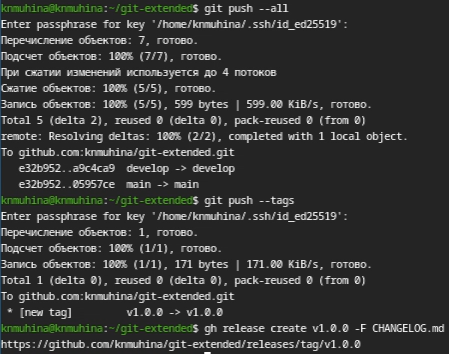 knmuhina@knmuhina:~/git-extended$ git push --all
Enter passphrase for key '/home/knmuhina/.ssh/id_ed25519':
Перечисление объектов: 7, готово.
Подсчет объектов: 100% (7/7), готово.
При сжатии изменений используется до 4 потоков
Сжатие объектов: 100% (5/5), готово.
Запись объектов: 100% (5/5), 599 bytes | 599.00 KiB/s, готово.
Total 5 (delta 2), reused 0 (delta 0), pack-reused 0 (from 0)
remote: Resolving deltas: 100% (2/2), completed with 1 local object.
To github.com:knmuhina/git-extended.git
   e32b952..a9c4ca9  develop -> develop
   e32b952..05957ce  main -> main
knmuhina@knmuhina:~/git-extended$ git push --tags
Enter passphrase for key '/home/knmuhina/.ssh/id_ed25519':
Перечисление объектов: 1, готово.
Подсчет объектов: 100% (1/1), готово.
Запись объектов: 100% (1/1), 171 bytes | 171.00 KiB/s, готово.
Total 1 (delta 0), reused 0 (delta 0), pack-reused 0 (from 0)
To github.com:knmuhina/git-extended.git
 * [new tag]         v1.0.0 -> v1.0.0
knmuhina@knmuhina:~/git-extended$ gh release create v1.0.0 -F CHANGELOG.md
https://github.com/knmuhina/git-extended/releases/tag/v1.0.0